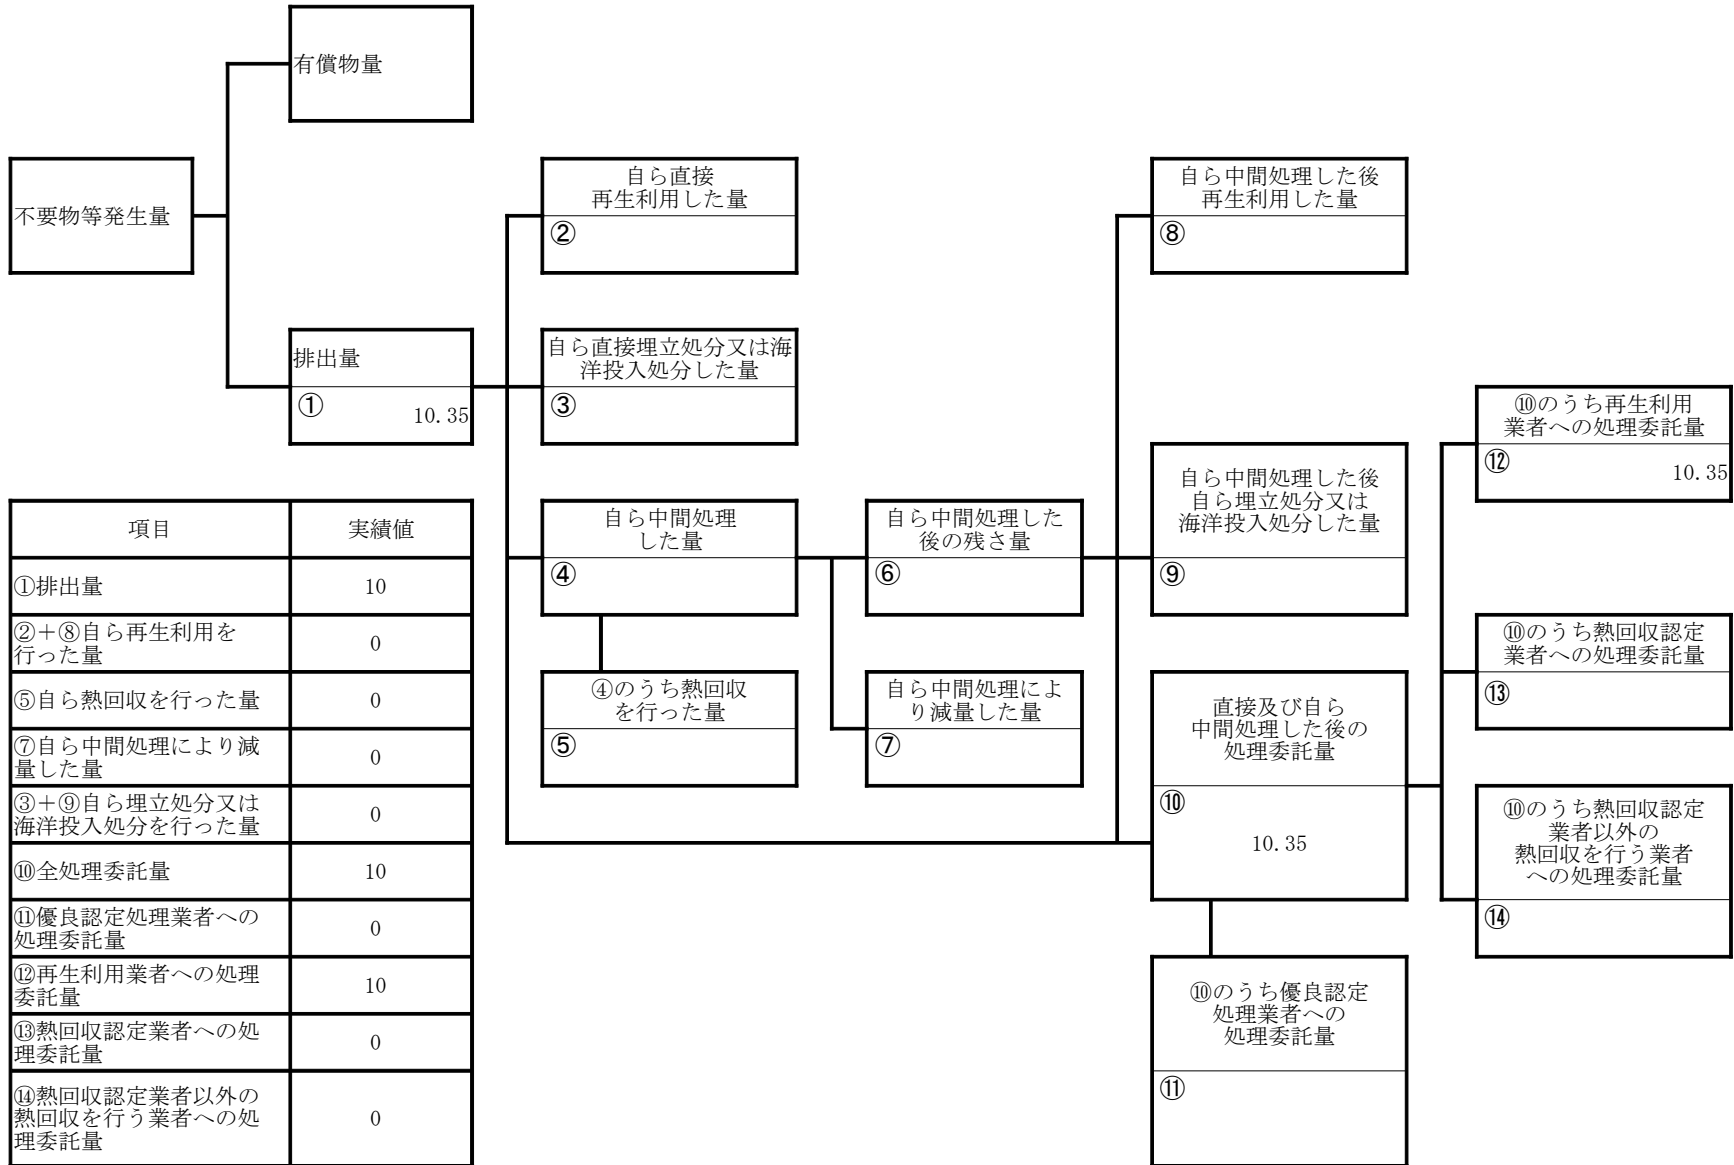 有償物量
不要物等発生量
自ら直接
再生利用した量
②
自ら中間処理した後
再生利用した量
⑧
排出量
①
10.35
自ら直接埋立処分又は海
洋投入処分した量
③
⑩のうち再生利用
業者への処理委託量
⑫
10.35
自ら中間処理
した量
④
自ら中間処理した
後の残さ量
⑥
自ら中間処理した後
自ら埋立処分又は
海洋投入処分した量
⑨
⑩のうち熱回収認定
業者への処理委託量
⑬
④のうち熱回収
を行った量
⑤
自ら中間処理によ
り減量した量
⑦
直接及び自ら
中間処理した後の
処理委託量
⑩
10.35
⑩のうち熱回収認定
業者以外の
熱回収を行う業者
への処理委託量
⑭
⑩のうち優良認定
処理業者への
処理委託量
⑪
項目 実績値
①排出量 10
②+⑧自ら再生利用を
行った量 0
⑤自ら熱回収を行った量 0
⑦自ら中間処理により減
量した量 0
③+⑨自ら埋立処分又は
海洋投入処分を行った量 0
⑩全処理委託量 10
⑪優良認定処理業者への
処理委託量 0
⑫再生利用業者への処理
委託量 10
⑬熱回収認定業者への処
理委託量 0
⑭熱回収認定業者以外の
熱回収を行う業者への処
理委託量 0